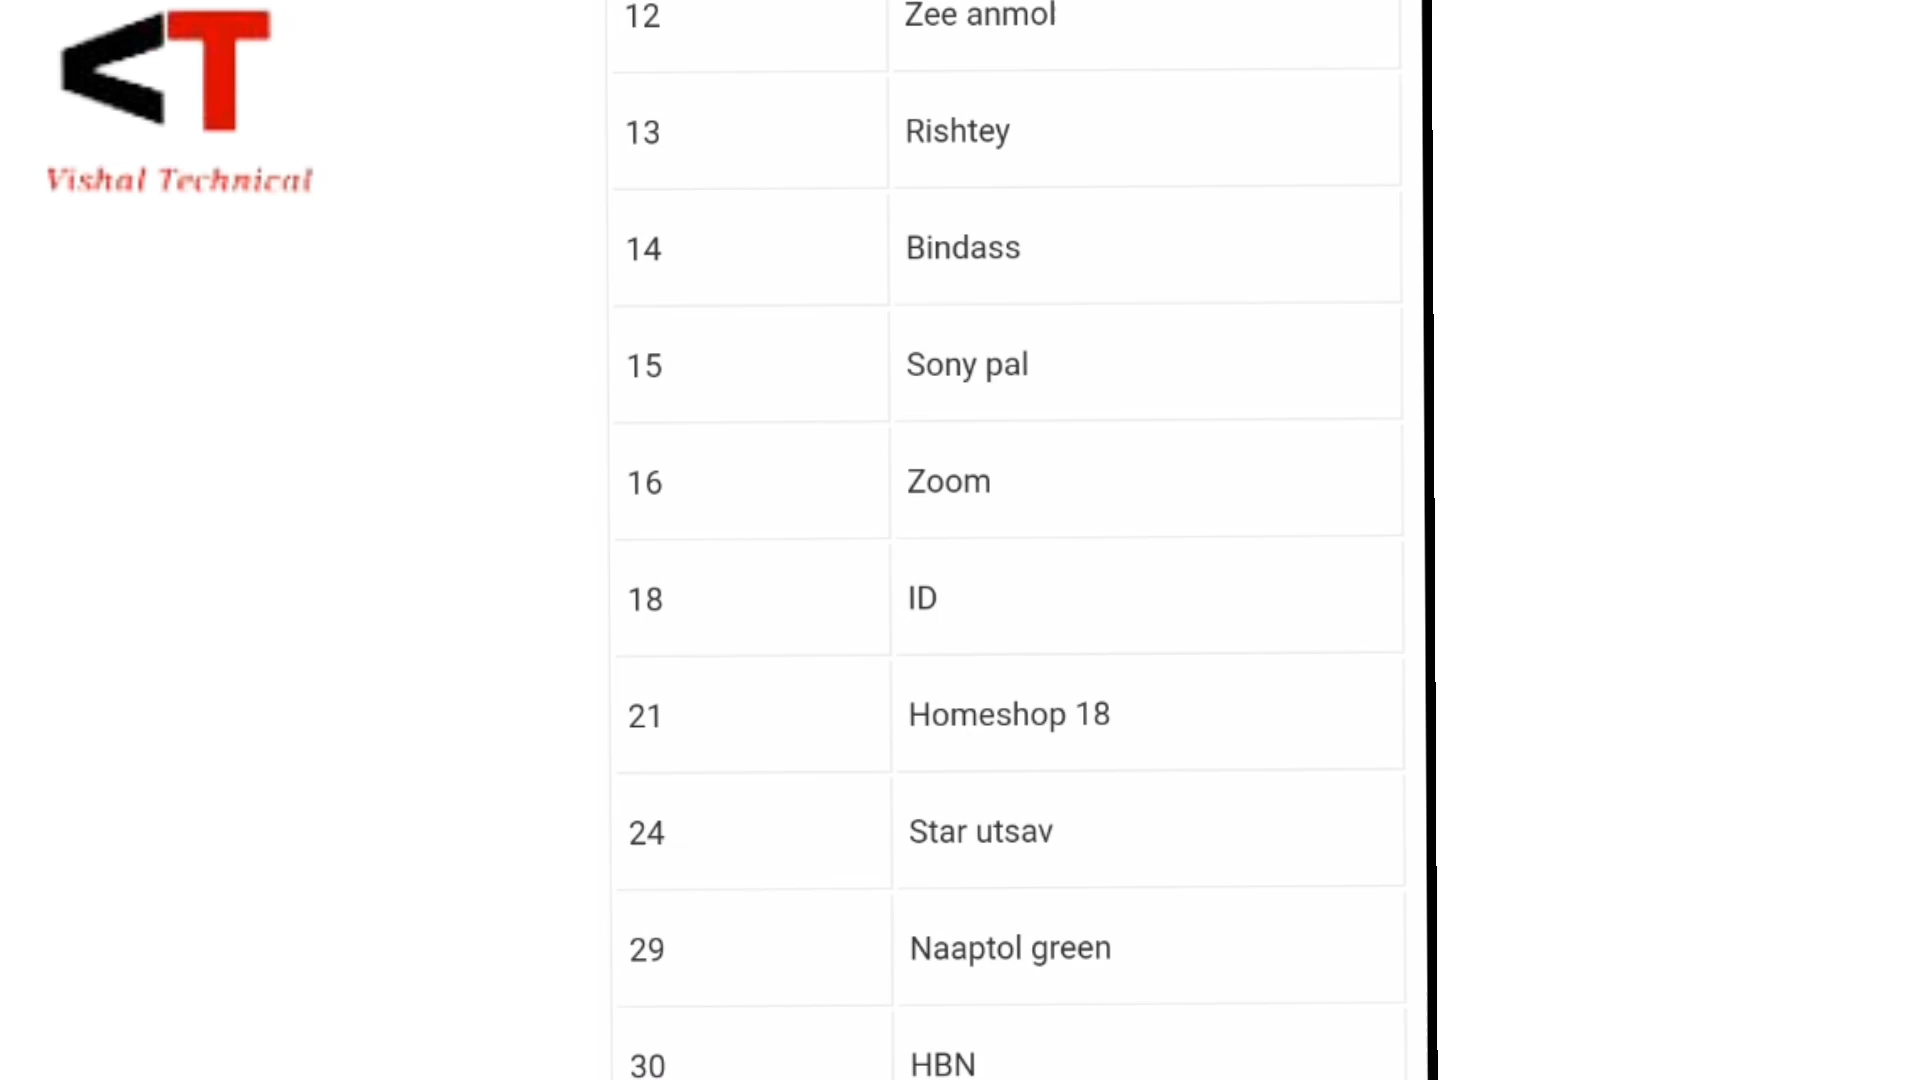 VT
Vishal Technical
12 Zee anmol
13 Rishtey
14 Bindass
15 Sony pal
16 Zoom
18 ID
21 Homeshop 18
24 Star utsav
29 Naaptol green
30 HBN